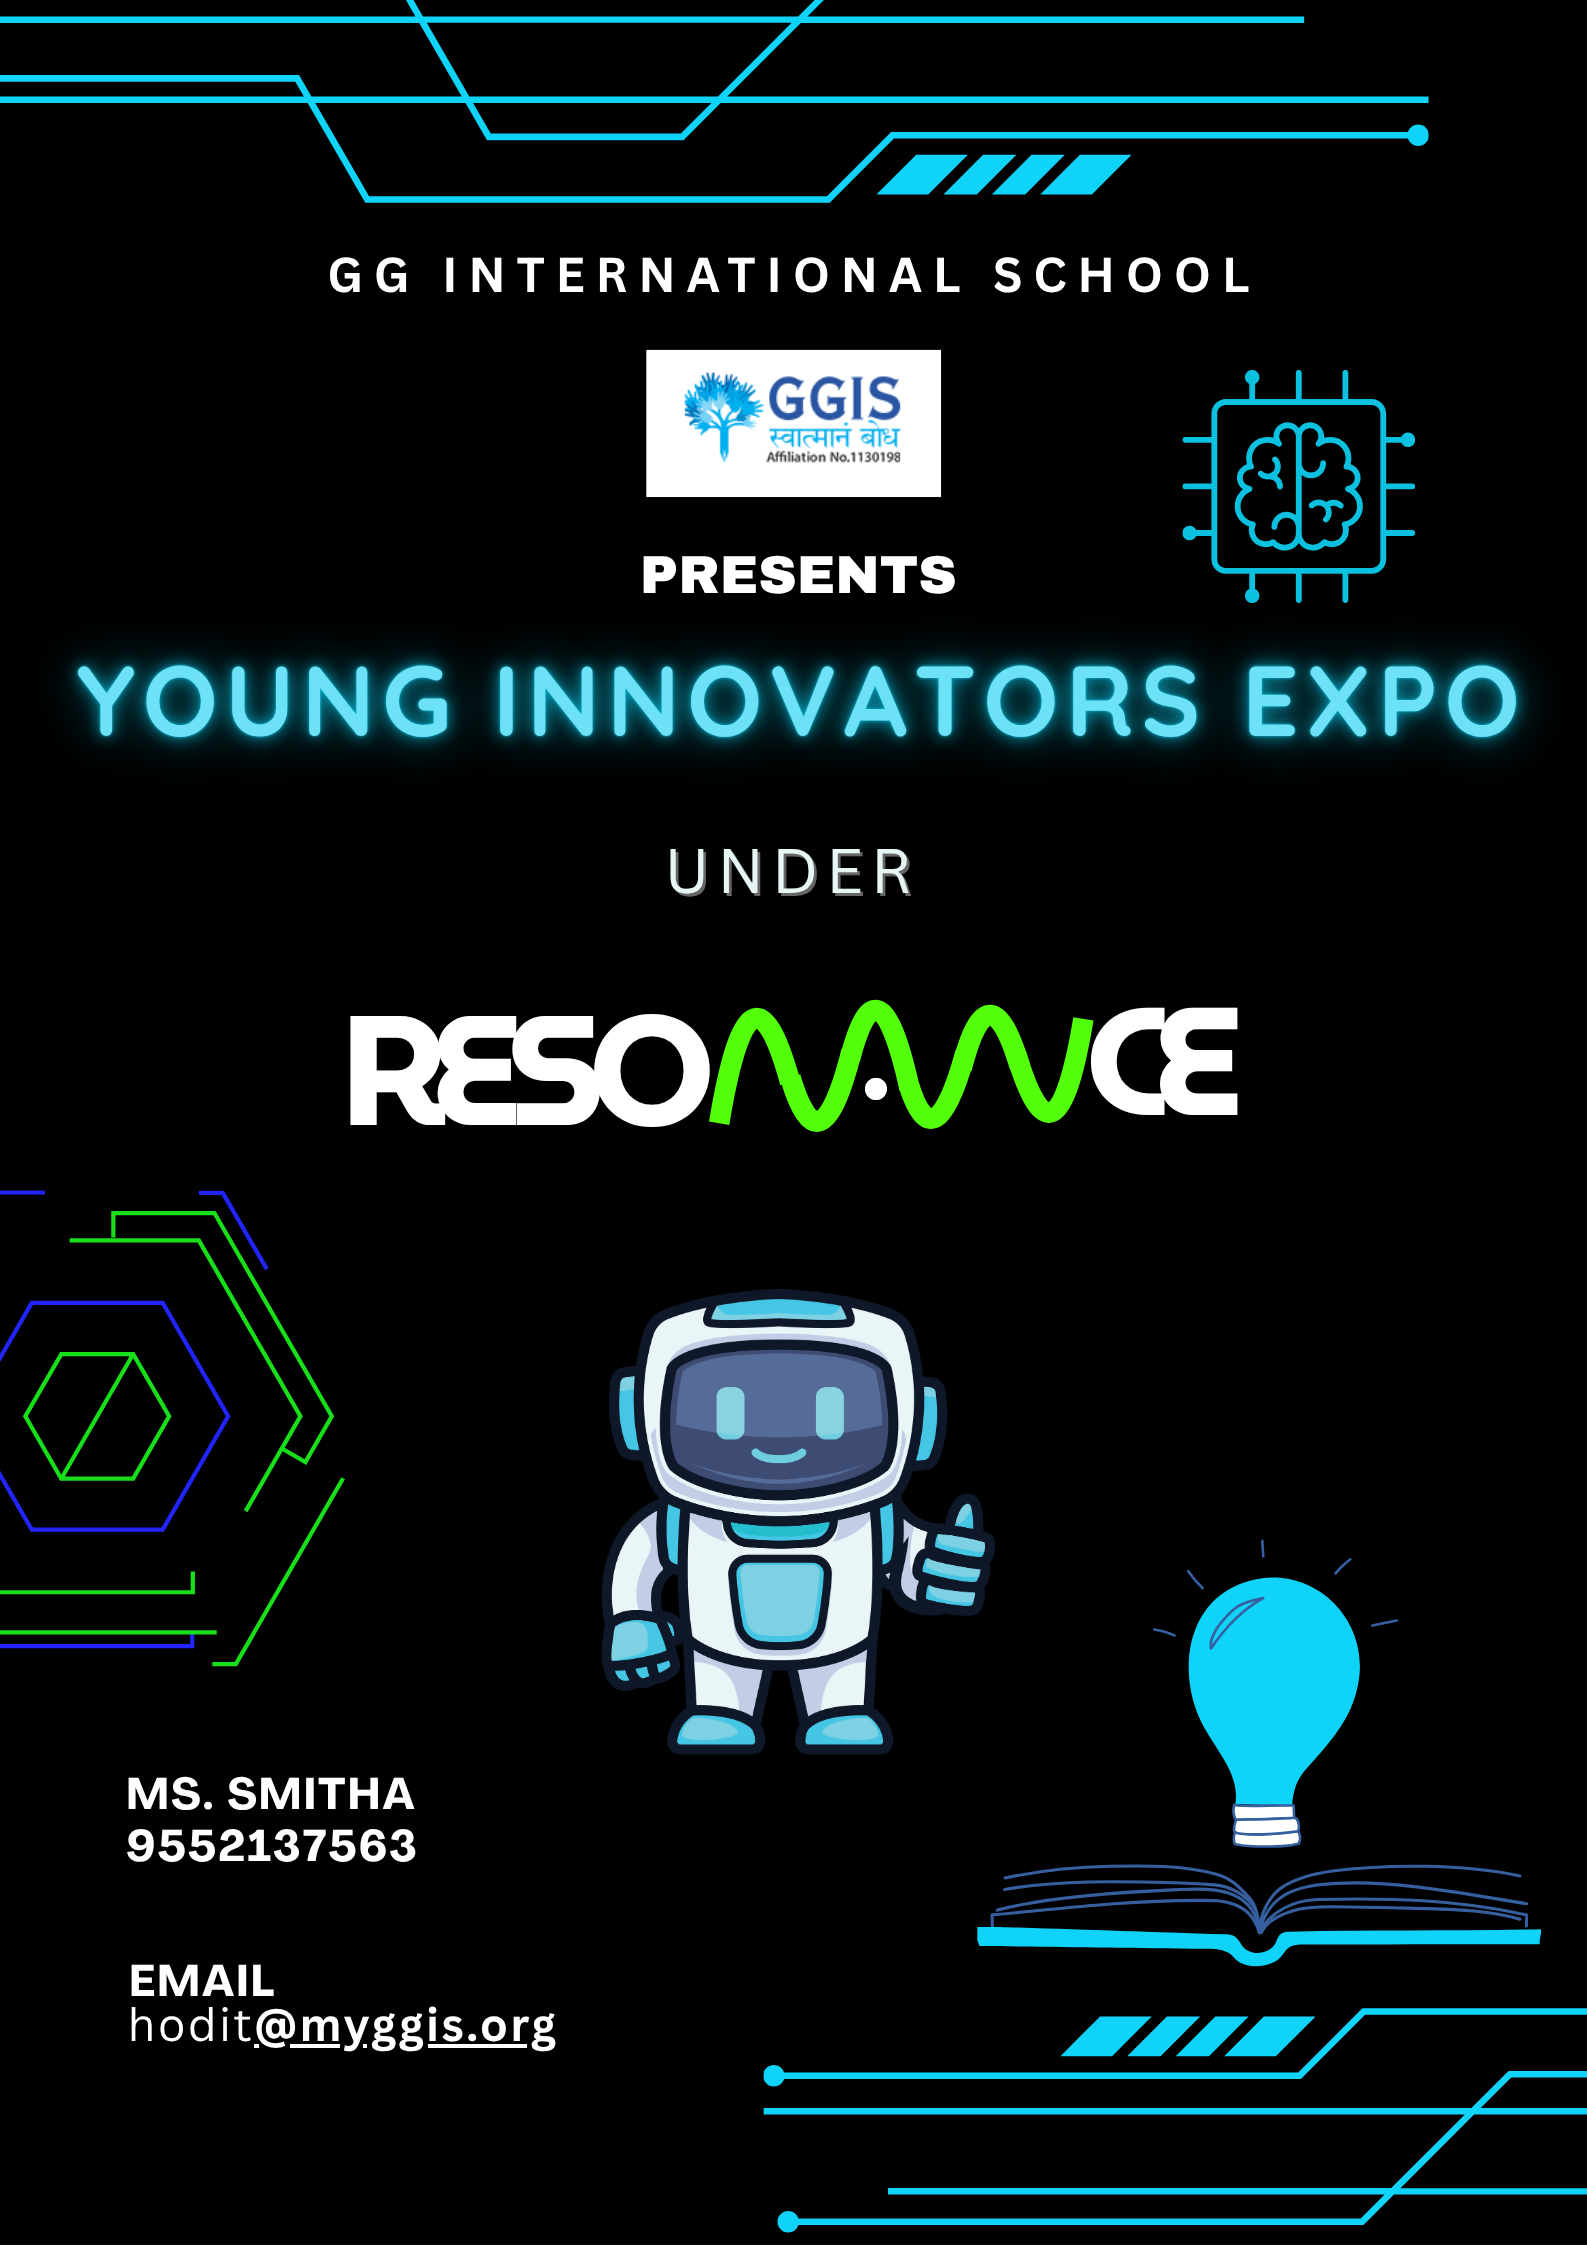 GG INTERNATIONAL SCHOOL
GGIS
स्वात्मानं बोध
Affiliation No.1130198
PRESENTS
YOUNG INNOVATORS EXPO
UNDER
RESONANCE
MS. SMITHA
9552137563
EMAIL
hodit@myggis.org